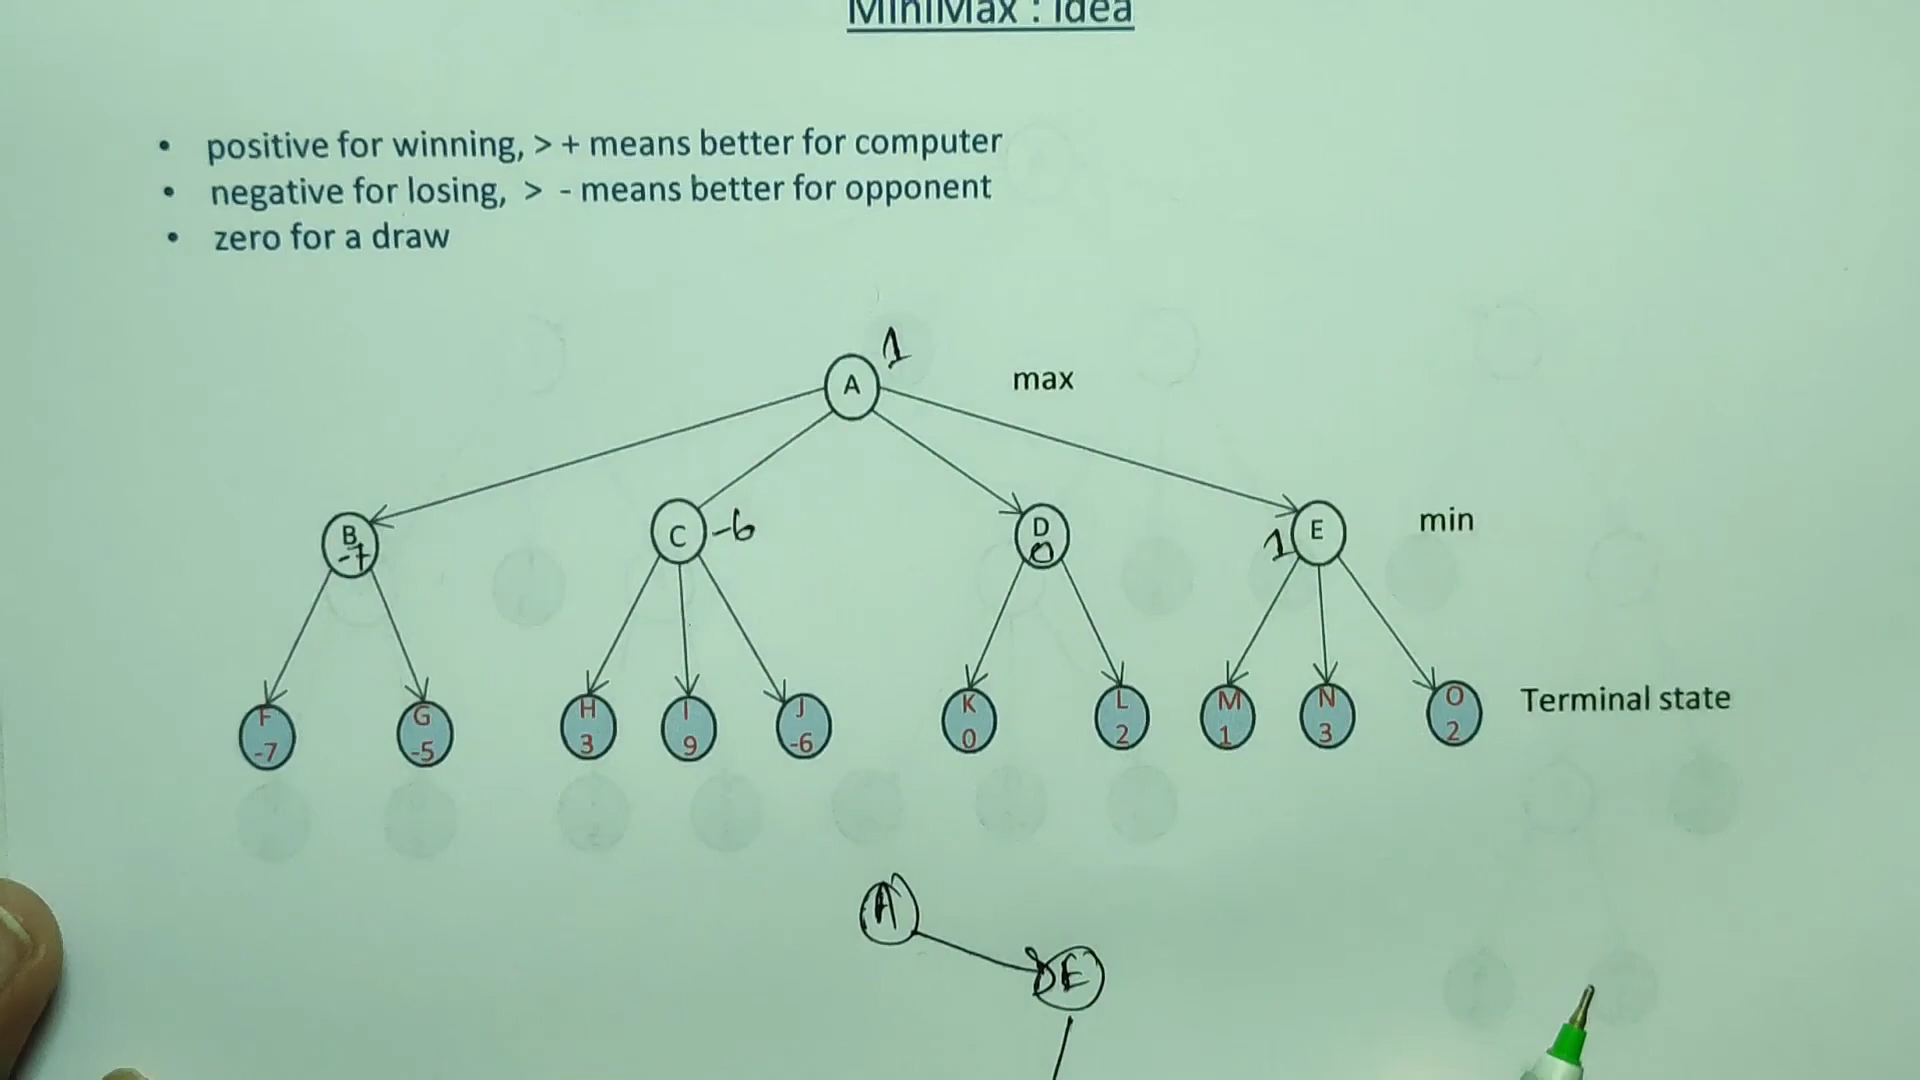 MiniMax : Idea
• positive for winning, > + means better for computer
• negative for losing, > - means better for opponent
• zero for a draw
1
A max
B -7 C -6 D 0 1 E min
F G H I J K L M N O Terminal state
-7 -5 3 9 -6 0 2 1 3 2
A
E